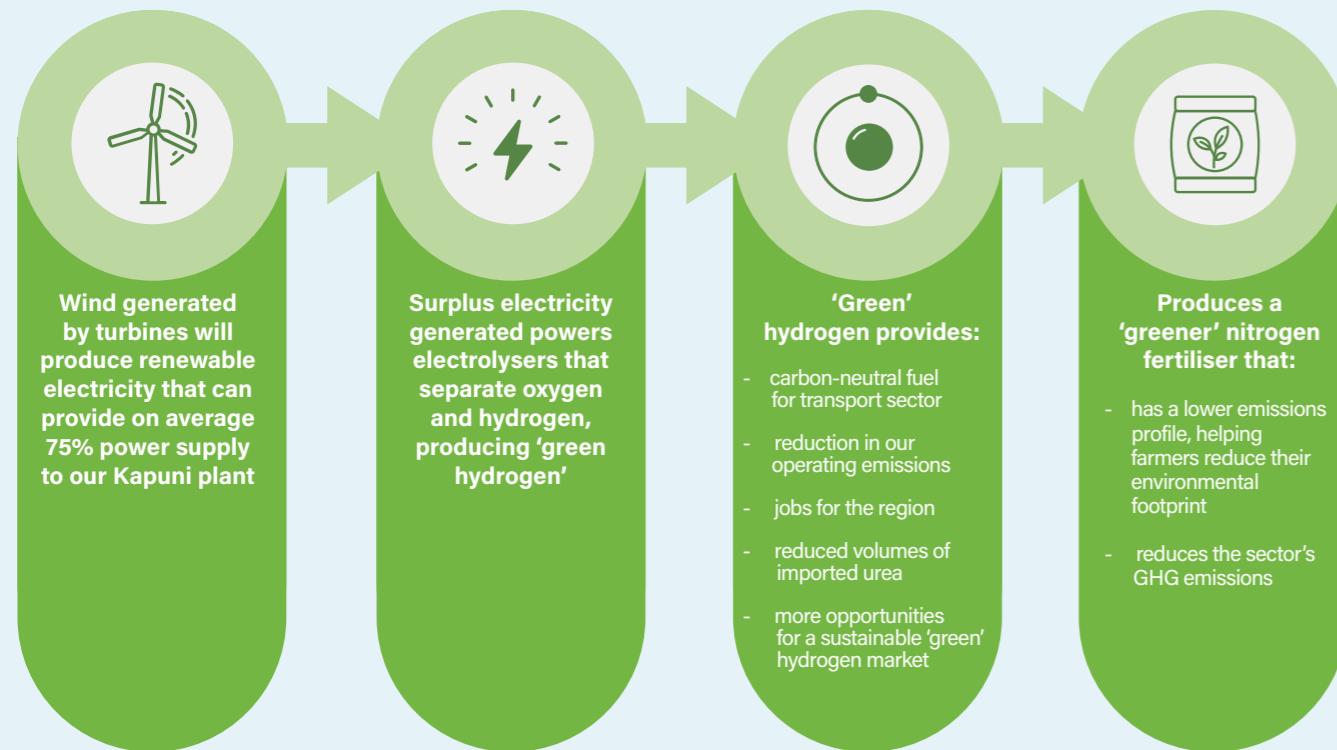 Wind generated
by turbines will
produce renewable
electricity that can
provide on average
75% power supply
to our Kapuni plant
Surplus electricity
generated powers
electrolysers that
separate oxygen
and hydrogen,
producing ‘green
hydrogen’
‘Green’
hydrogen provides:
- carbon-neutral fuel
for transport sector
- reduction in our
operating emissions
- jobs for the region
- reduced volumes of
imported urea
- more opportunities
for a sustainable ‘green’
hydrogen market
Produces a
‘greener’ nitrogen
fertiliser that:
- has a lower emissions
profile, helping
farmers reduce their
environmental
footprint
- reduces the sector’s
GHG emissions